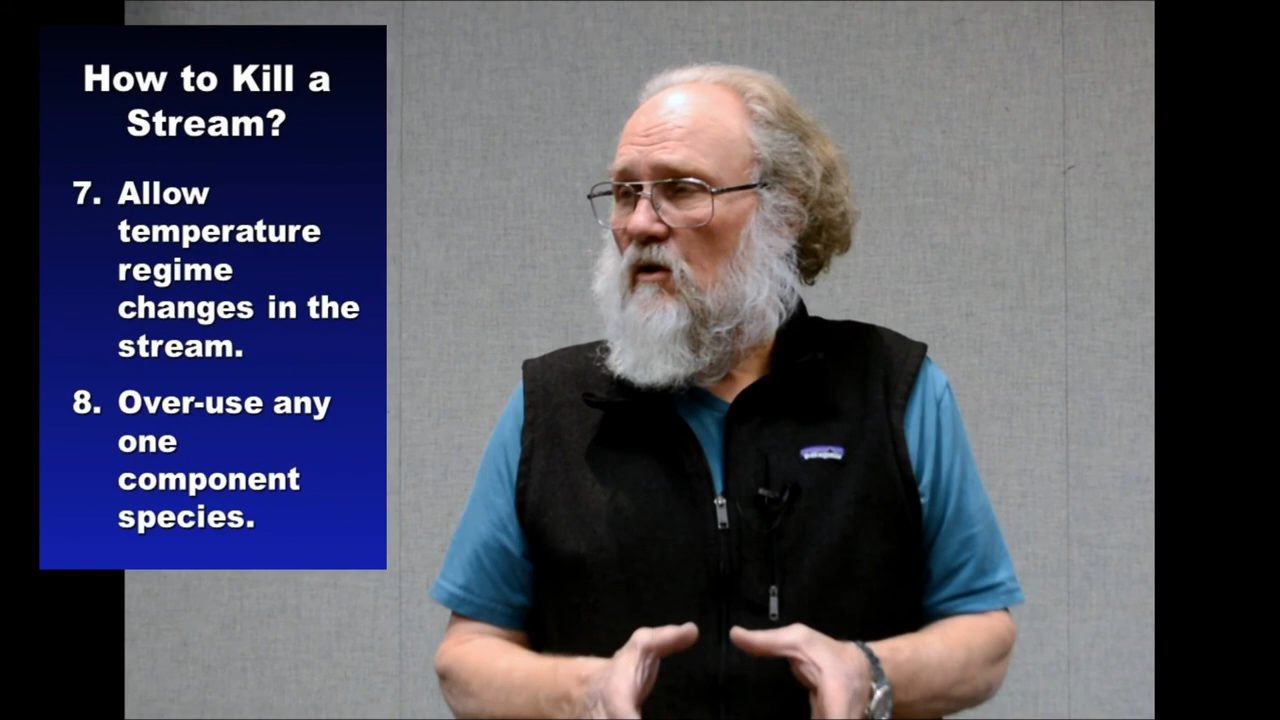 How to Kill a
Stream?
7. Allow
temperature
regime
changes in the
stream.
8. Over-use any
one
component
species.
patagonia